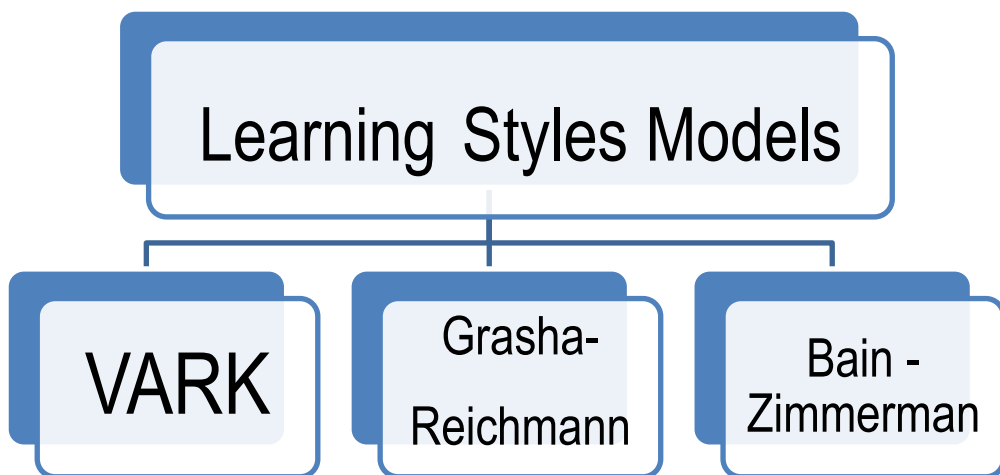 Learning Styles Models
VARK
Grasha-
Reichmann
Bain -
Zimmerman